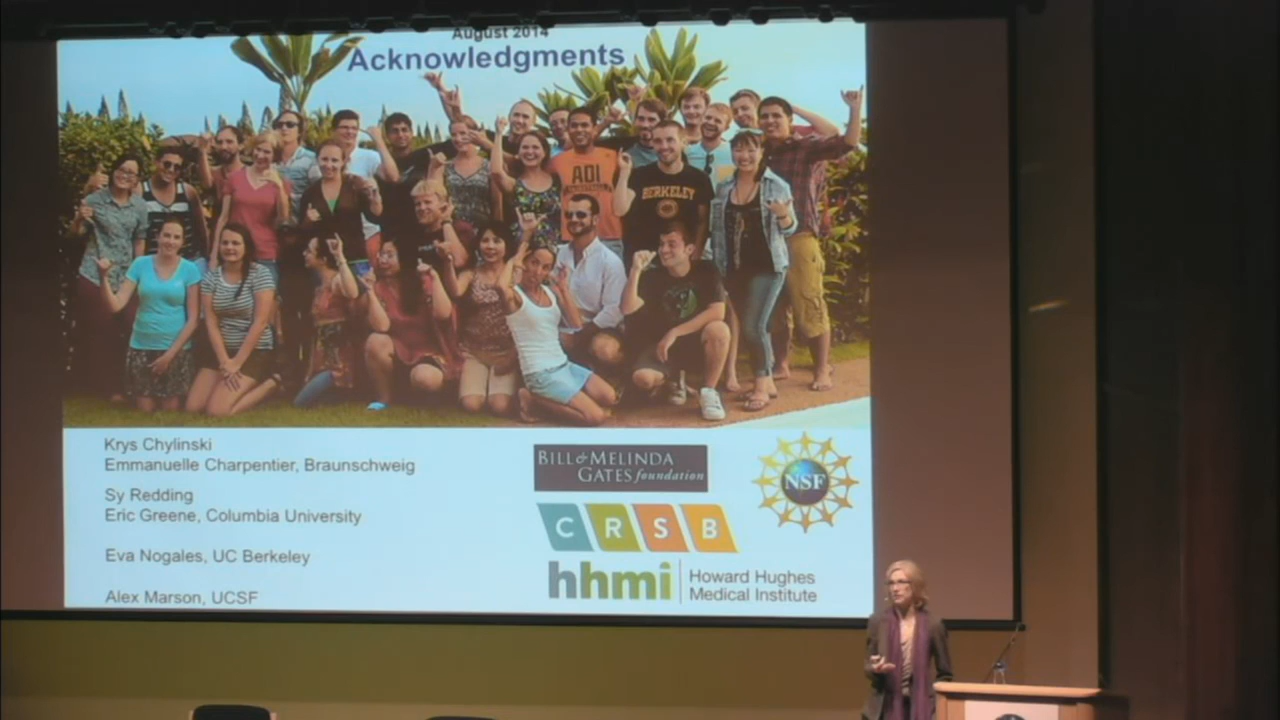 August 2014
Acknowledgments
ADI
BERKELEY
Krys Chylinski
Emmanuelle Charpentier, Braunschweig
Sy Redding
Eric Greene, Columbia University
Eva Nogales, UC Berkeley
Alex Marson, UCSF
BILL & MELINDA
GATES foundation
NSF
CRSB
hhmi
Howard Hughes
Medical Institute